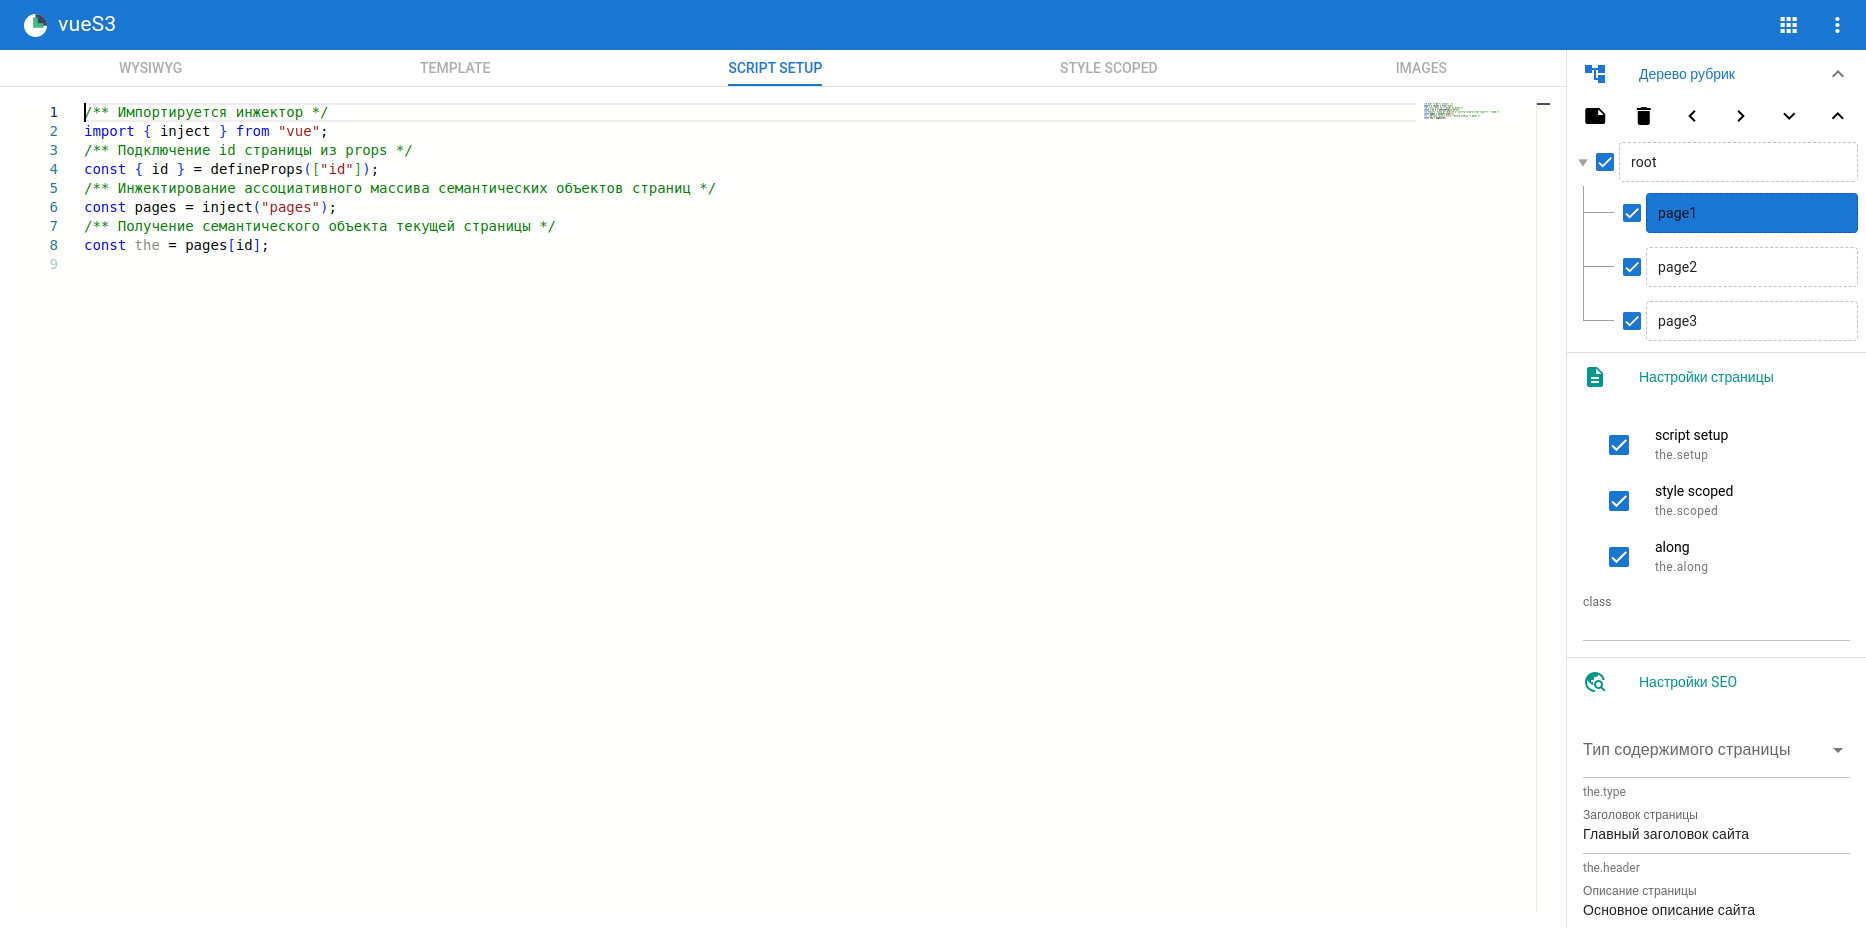 vueS3
WYSIWYG
TEMPLATE
SCRIPT SETUP
STYLE SCOPED
IMAGES
1 /** Импортируется инжектор */
2 import { inject } from "vue";
3 /** Подключение id страницы из props */
4 const { id } = defineProps(["id"]);
5 /** Инжектирование ассоциативного массива семантических объектов страниц */
6 const pages = inject("pages");
7 /** Получение семантического объекта текущей страницы */
8 const the = pages[id];
9
Дерево рубрик
root
page1
page2
page3
Настройки страницы
script setup
the.setup
style scoped
the.scoped
along
the.along
class
Настройки SEO
Тип содержимого страницы
the.type
Заголовок страницы
Главный заголовок сайта
the.header
Описание страницы
Основное описание сайта